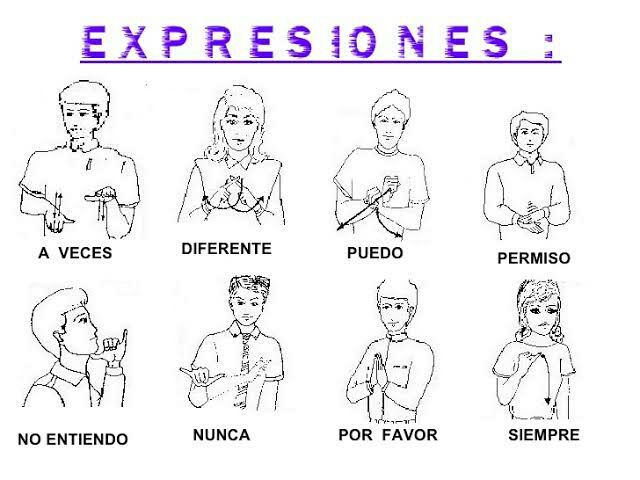 EXPRESIONES :
A VECES
DIFERENTE
PUEDO
PERMISO
NO ENTIENDO
NUNCA
POR FAVOR
SIEMPRE